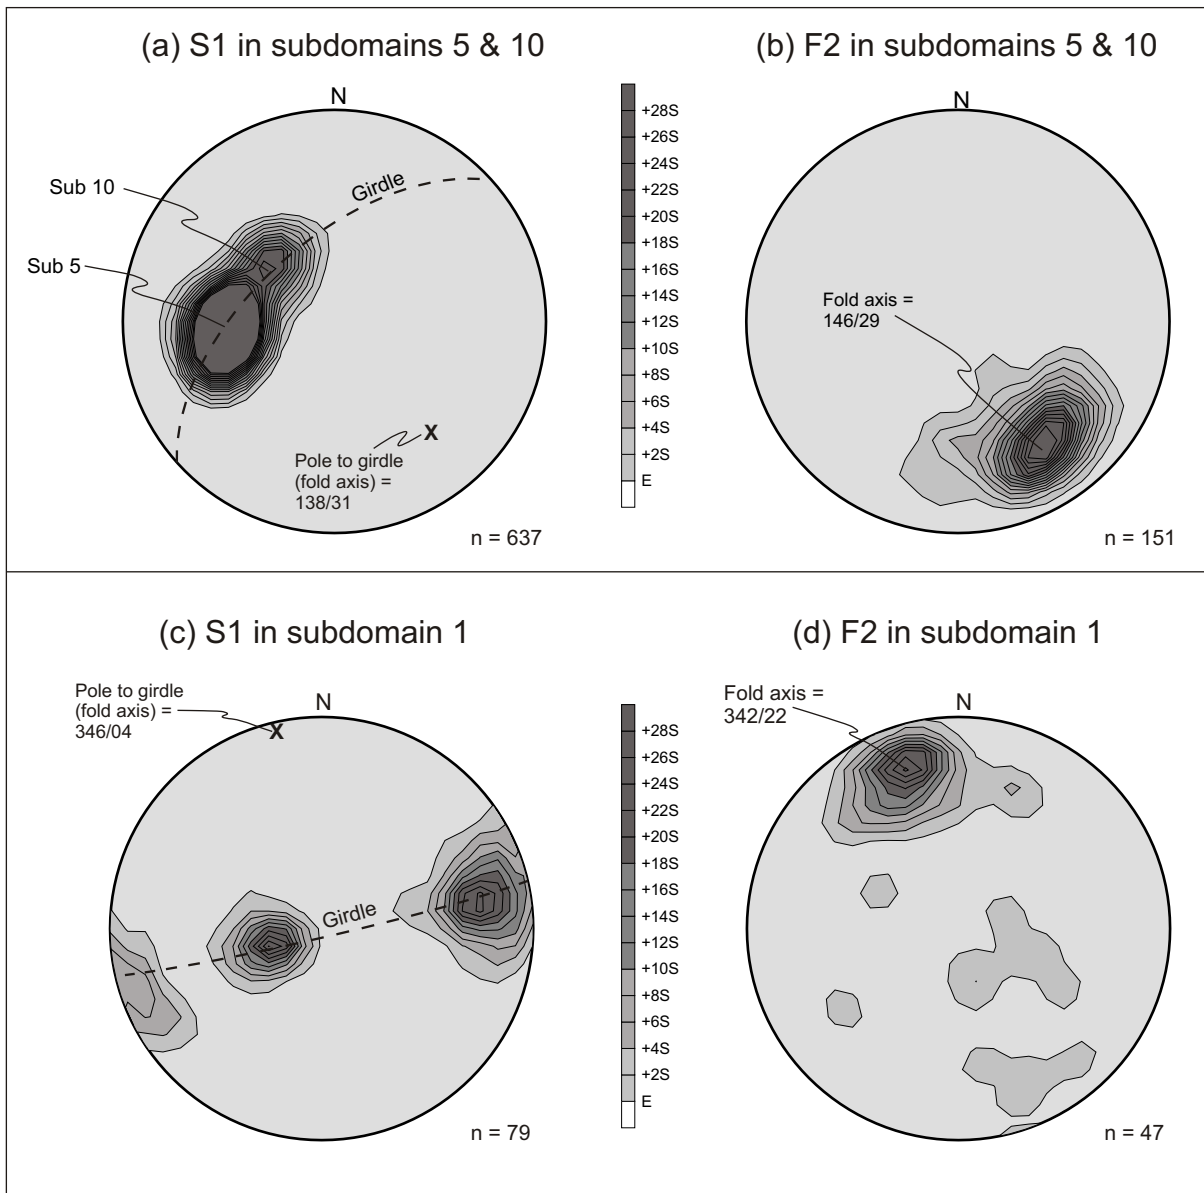 (a) S1 in subdomains 5 & 10
N
Sub 10
Sub 5
Girdle
Pole to girdle
(fold axis) =
138/31
X
n = 637
+28S
+26S
+24S
+22S
+20S
+18S
+16S
+14S
+12S
+10S
+8S
+6S
+4S
+2S
E
(b) F2 in subdomains 5 & 10
N
Fold axis =
146/29
n = 151
(c) S1 in subdomain 1
Pole to girdle
(fold axis) =
346/04
X
N
Girdle
n = 79
+28S
+26S
+24S
+22S
+20S
+18S
+16S
+14S
+12S
+10S
+8S
+6S
+4S
+2S
E
(d) F2 in subdomain 1
Fold axis =
342/22
N
n = 47